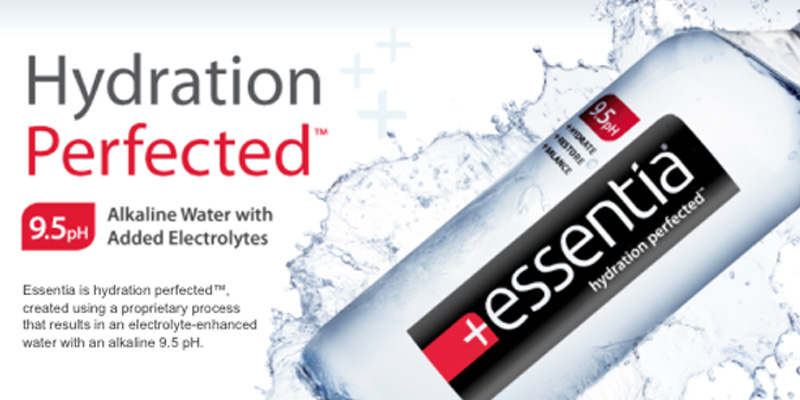 Hydration
Perfected™
9.5pH
Alkaline Water with
Added Electrolytes
Essentia is hydration perfected™,
created using a proprietary process
that results in an electrolyte-enhanced
water with an alkaline 9.5 pH.
9.5pH
+ HYDRATE
+ RESTORE
+ BALANCE
+essentia®
hydration perfected™